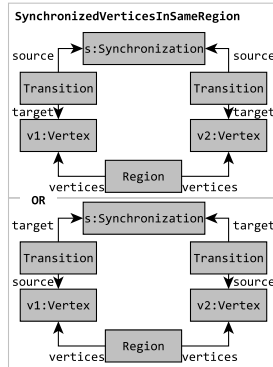 SynchronizedVerticesInSameRegion
s:Synchronization
source source
Transition Transition
target target
v1:Vertex v2:Vertex
Region
vertices vertices
OR
s:Synchronization
target target
Transition Transition
source source
v1:Vertex v2:Vertex
Region
vertices vertices